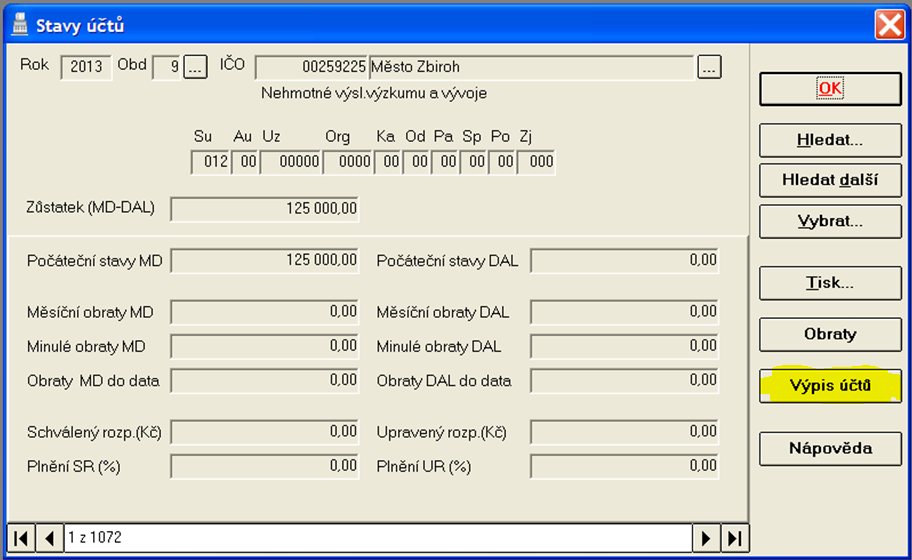 Stavy účtů
Rok 2013 Obd 9 ... IČO 00259225 Město Zbiroh ...
Nehmotné výsl.výzkumu a vývoje
Su Au Uz Org Ka Od Pa Sp Po Zj
012 00 00000 0000 00 00 00 00 00 000
Zůstatek (MD-DAL) 125 000,00
Počáteční stavy MD 125 000,00 Počáteční stavy DAL 0,00
Měsíční obraty MD 0,00 Měsíční obraty DAL 0,00
Minulé obraty MD 0,00 Minulé obraty DAL 0,00
Obraty MD do data 0,00 Obraty DAL do data 0,00
Schválený rozp.(Kč) 0,00 Upravený rozp.(Kč) 0,00
Plnění SR (%) 0,00 Plnění UR (%) 0,00
1 z 1072
OK
Hledat...
Hledat další
Vybrat...
Tisk...
Obraty
Výpis účtů
Nápověda